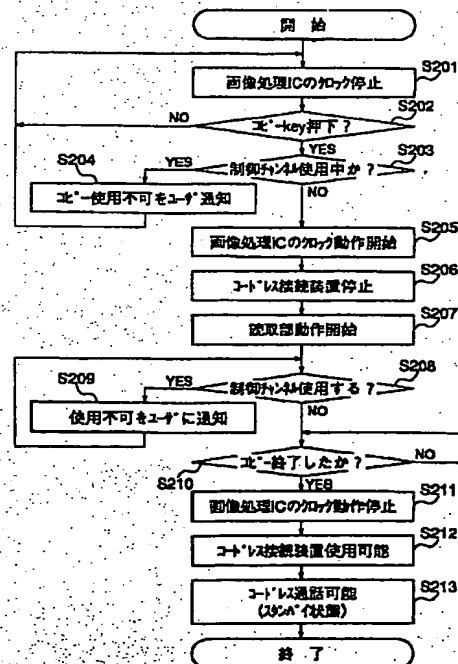 開 始
S201
画像処理ICのクロック停止
S202
コピーkey押下?
NO
YES
S203
制御チャンネル使用中か?
YES
NO
S204
コピー使用不可をユーザ通知
S205
画像処理ICのクロック動作開始
S206
コードレス接続装置停止
S207
読取部動作開始
S208
制御チャンネル使用する?
YES
NO
S209
使用不可をユーザに通知
S210
コピー終了したか?
NO
YES
S211
画像処理ICのクロック動作停止
S212
コードレス接続装置使用可能
S213
コードレス通話可能
(スタンバイ状態)
終 了